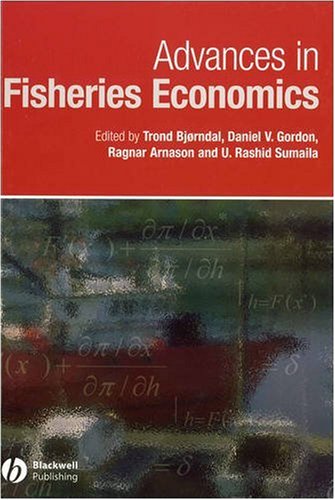 Advances in
Fisheries Economics
Edited by Trond Bjørndal, Daniel V. Gordon,
Ragnar Arnason and U. Rashid Sumaila
F′(x*) + ∂π/∂x
∂π/∂h
h=F(x*)
(x*) + ∂π/∂x
∂π/∂h
h=F(x*)
Blackwell
Publishing